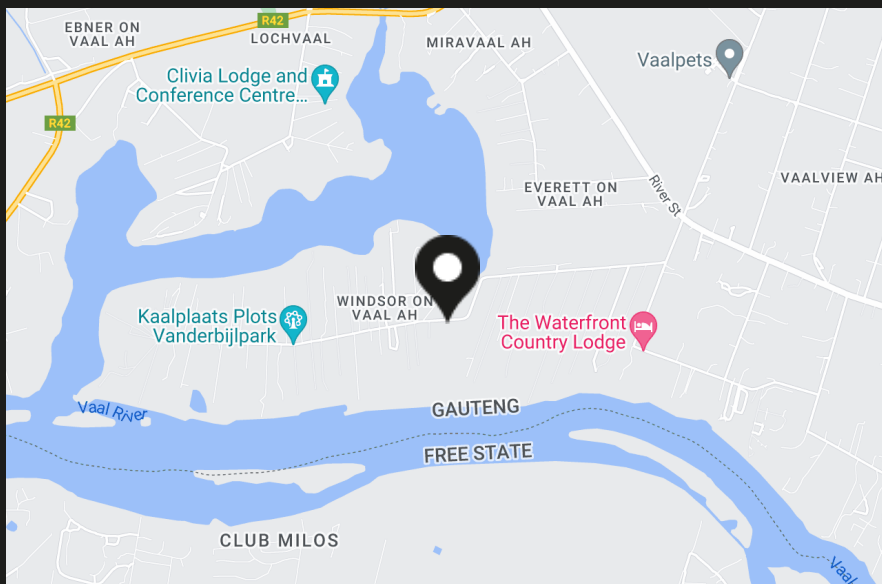 R42
EBNER ON
VAAL AH
LOCHVAAL
MIRAVAAL AH
Vaalpets
Clivia Lodge and
Conference Centre...
R42
River St
VAALVIEW AH
EVERETT ON
VAAL AH
WINDSOR ON
VAAL AH
Kaalplaats Plots
Vanderbijlpark
The Waterfront
Country Lodge
Vaal River
GAUTENG
FREE STATE
CLUB MILOS
Vaal